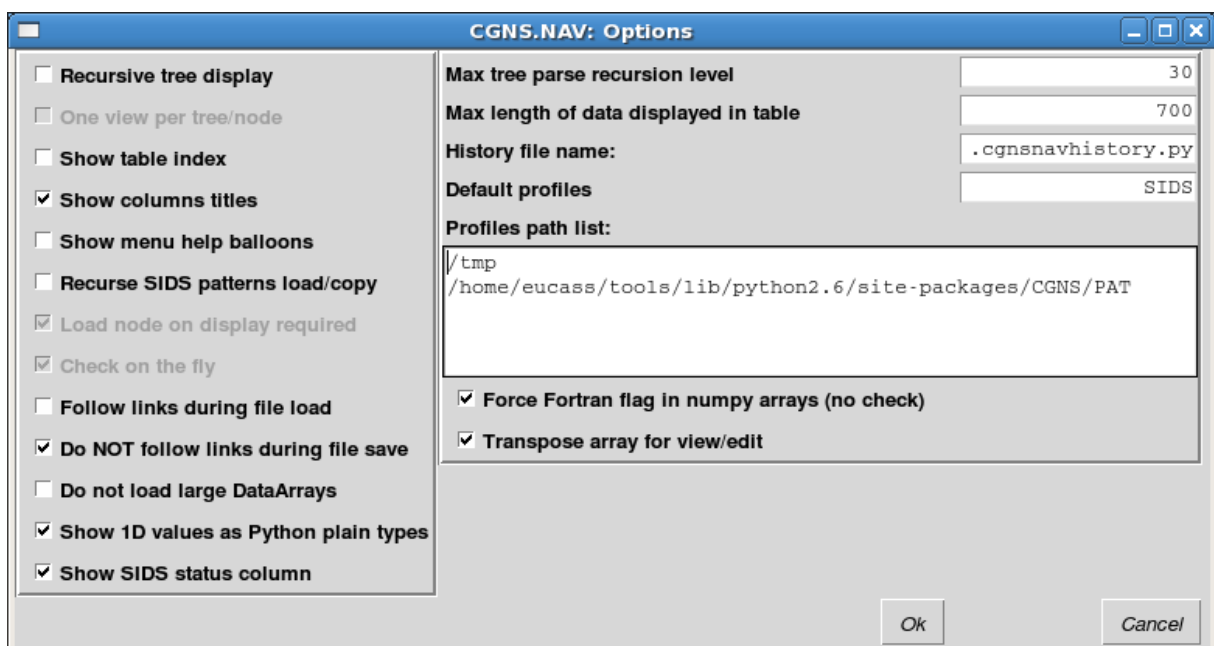 CGNS.NAV: Options
Recursive tree display
One view per tree/node
Show table index
Show columns titles
Show menu help balloons
Recurse SIDS patterns load/copy
Load node on display required
Check on the fly
Follow links during file load
Do NOT follow links during file save
Do not load large DataArrays
Show 1D values as Python plain types
Show SIDS status column
Max tree parse recursion level 30
Max length of data displayed in table 700
History file name: .cgnsnavhistory.py
Default profiles SIDS
Profiles path list:
/tmp
/home/eucass/tools/lib/python2.6/site-packages/CGNS/PAT
Force Fortran flag in numpy arrays (no check)
Transpose array for view/edit
Ok Cancel